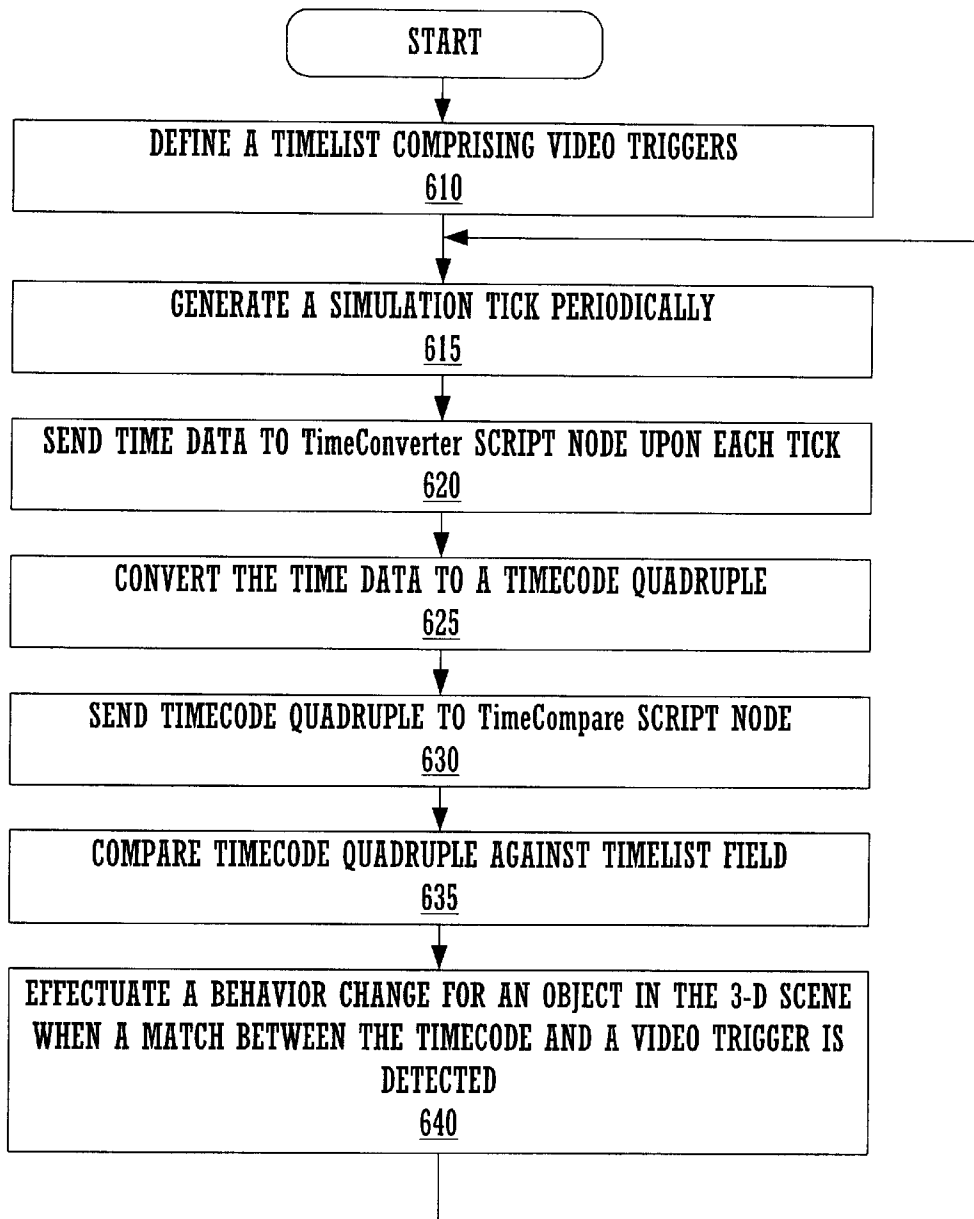 START
DEFINE A TIMELIST COMPRISING VIDEO TRIGGERS
610
GENERATE A SIMULATION TICK PERIODICALLY
615
SEND TIME DATA TO TimeConverter SCRIPT NODE UPON EACH TICK
620
CONVERT THE TIME DATA TO A TIMECODE QUADRUPLE
625
SEND TIMECODE QUADRUPLE TO TimeCompare SCRIPT NODE
630
COMPARE TIMECODE QUADRUPLE AGAINST TIMELIST FIELD
635
EFFECTUATE A BEHAVIOR CHANGE FOR AN OBJECT IN THE 3-D SCENE
WHEN A MATCH BETWEEN THE TIMECODE AND A VIDEO TRIGGER IS
DETECTED
640